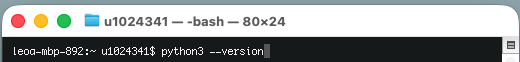 u1024341 — -bash — 80×24
leoa-mbp-892:~ u1024341$ python3 --version